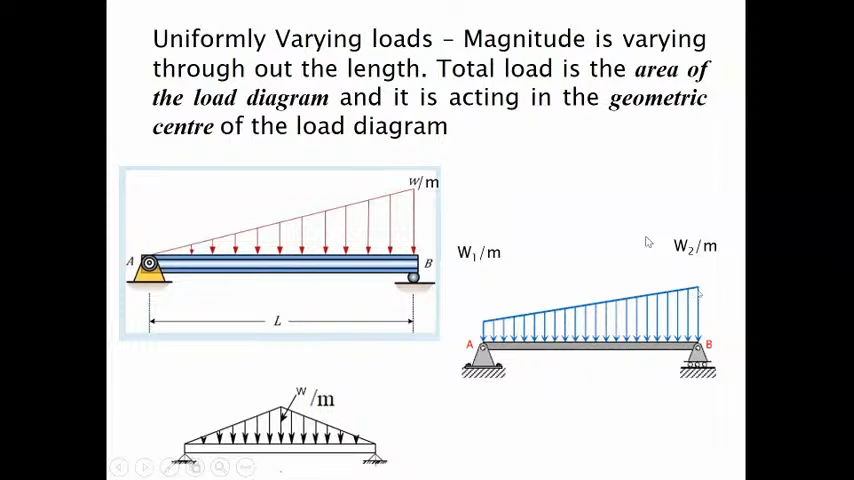 Uniformly Varying loads – Magnitude is varying
through out the length. Total load is the area of
the load diagram and it is acting in the geometric
centre of the load diagram
w/m
A
B
L
W1/m
W2/m
A
B
w /m